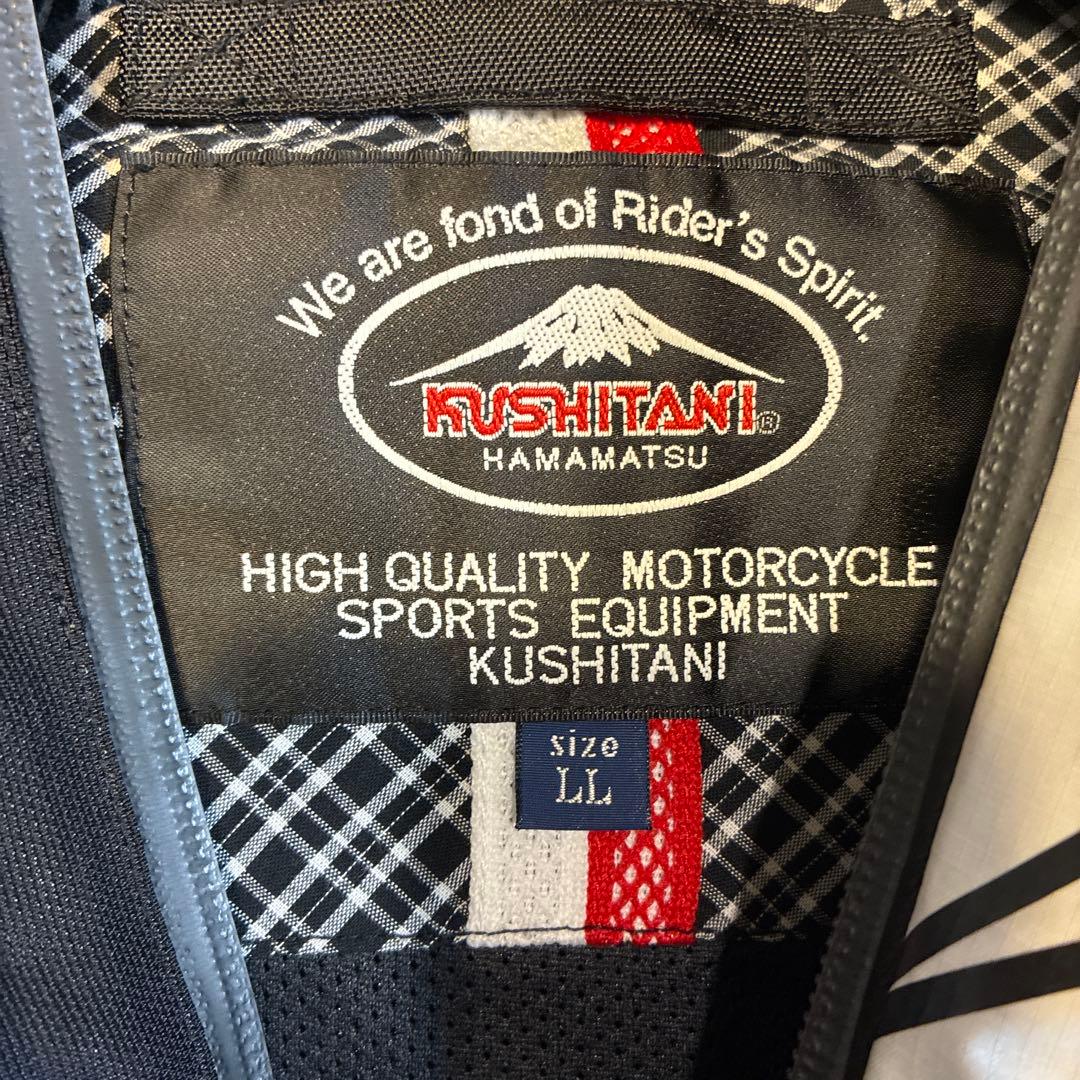 We are fond of Rider's Spirit.
KUSHITANI®
HAMAMATSU
HIGH QUALITY MOTORCYCLE
SPORTS EQUIPMENT
KUSHITANI
size
LL